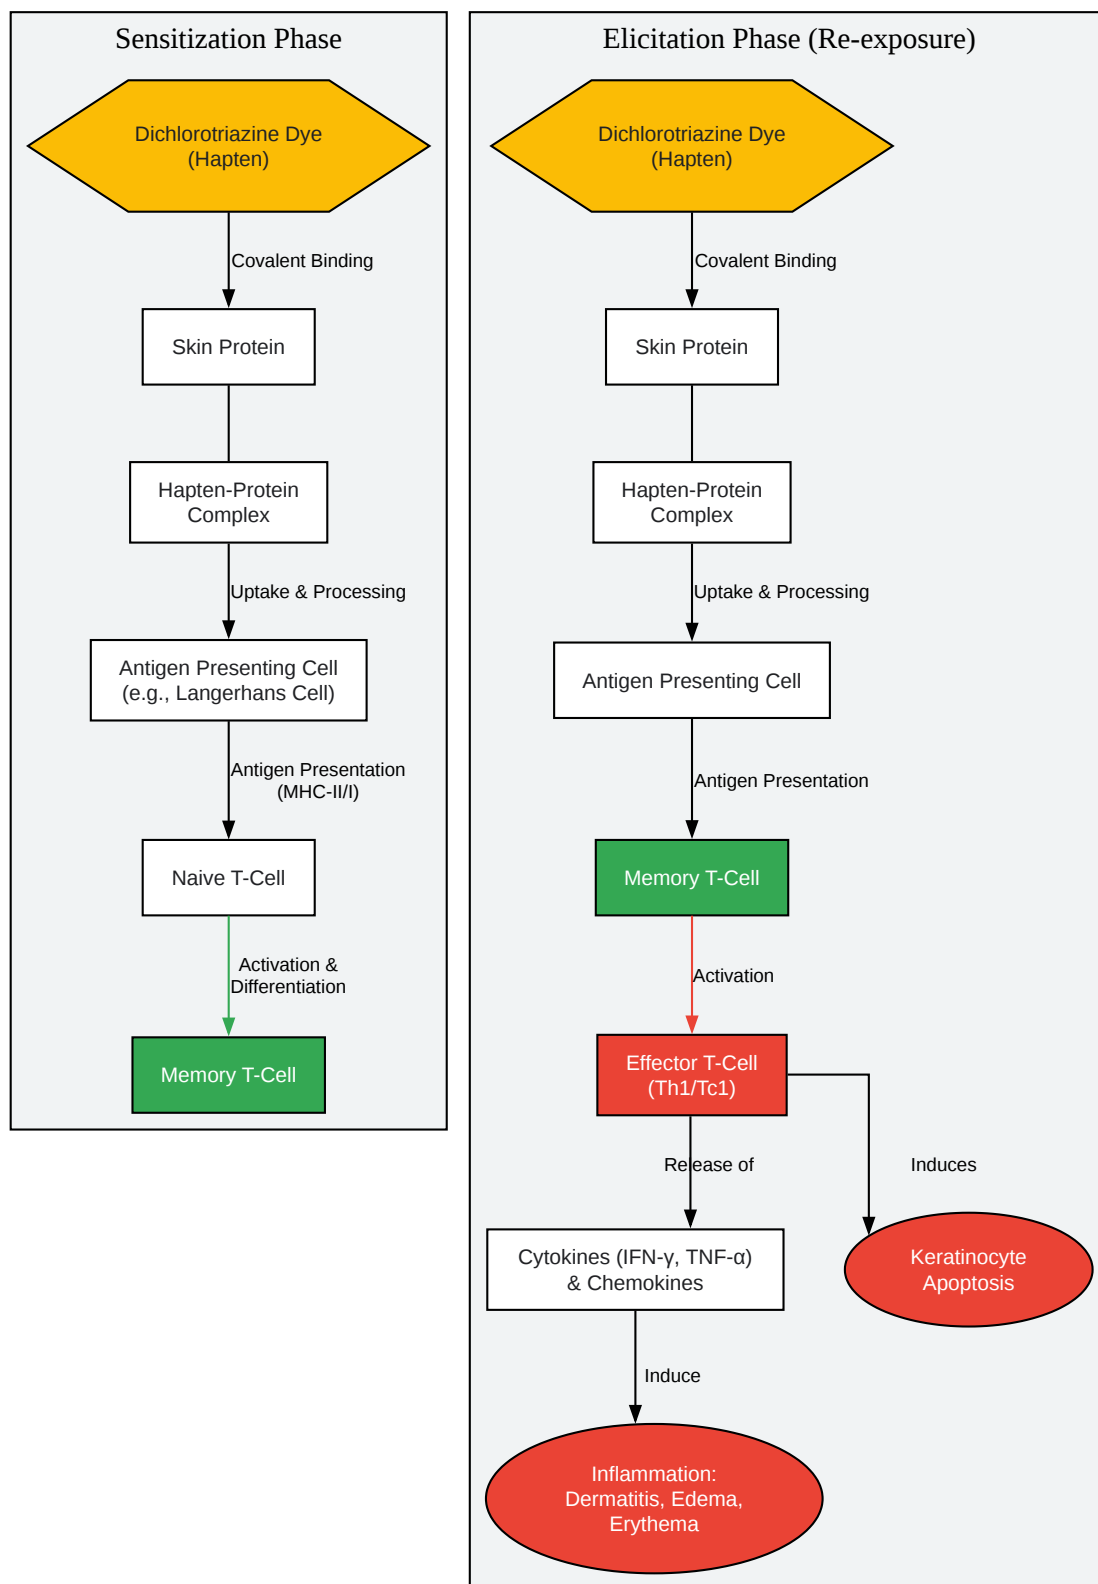 Sensitization Phase
Dichlorotriazine Dye
(Hapten)
Covalent Binding
Skin Protein
Hapten-Protein
Complex
Uptake & Processing
Antigen Presenting Cell
(e.g., Langerhans Cell)
Antigen Presentation
(MHC-II/I)
Naive T-Cell
Activation &
Differentiation
Memory T-Cell
Elicitation Phase (Re-exposure)
Dichlorotriazine Dye
(Hapten)
Covalent Binding
Skin Protein
Hapten-Protein
Complex
Uptake & Processing
Antigen Presenting Cell
Antigen Presentation
Memory T-Cell
Activation
Effector T-Cell
(Th1/Tc1)
Release of
Induces
Cytokines (IFN-γ, TNF-α)
& Chemokines
Keratinocyte
Apoptosis
Induce
Inflammation:
Dermatitis, Edema,
Erythema